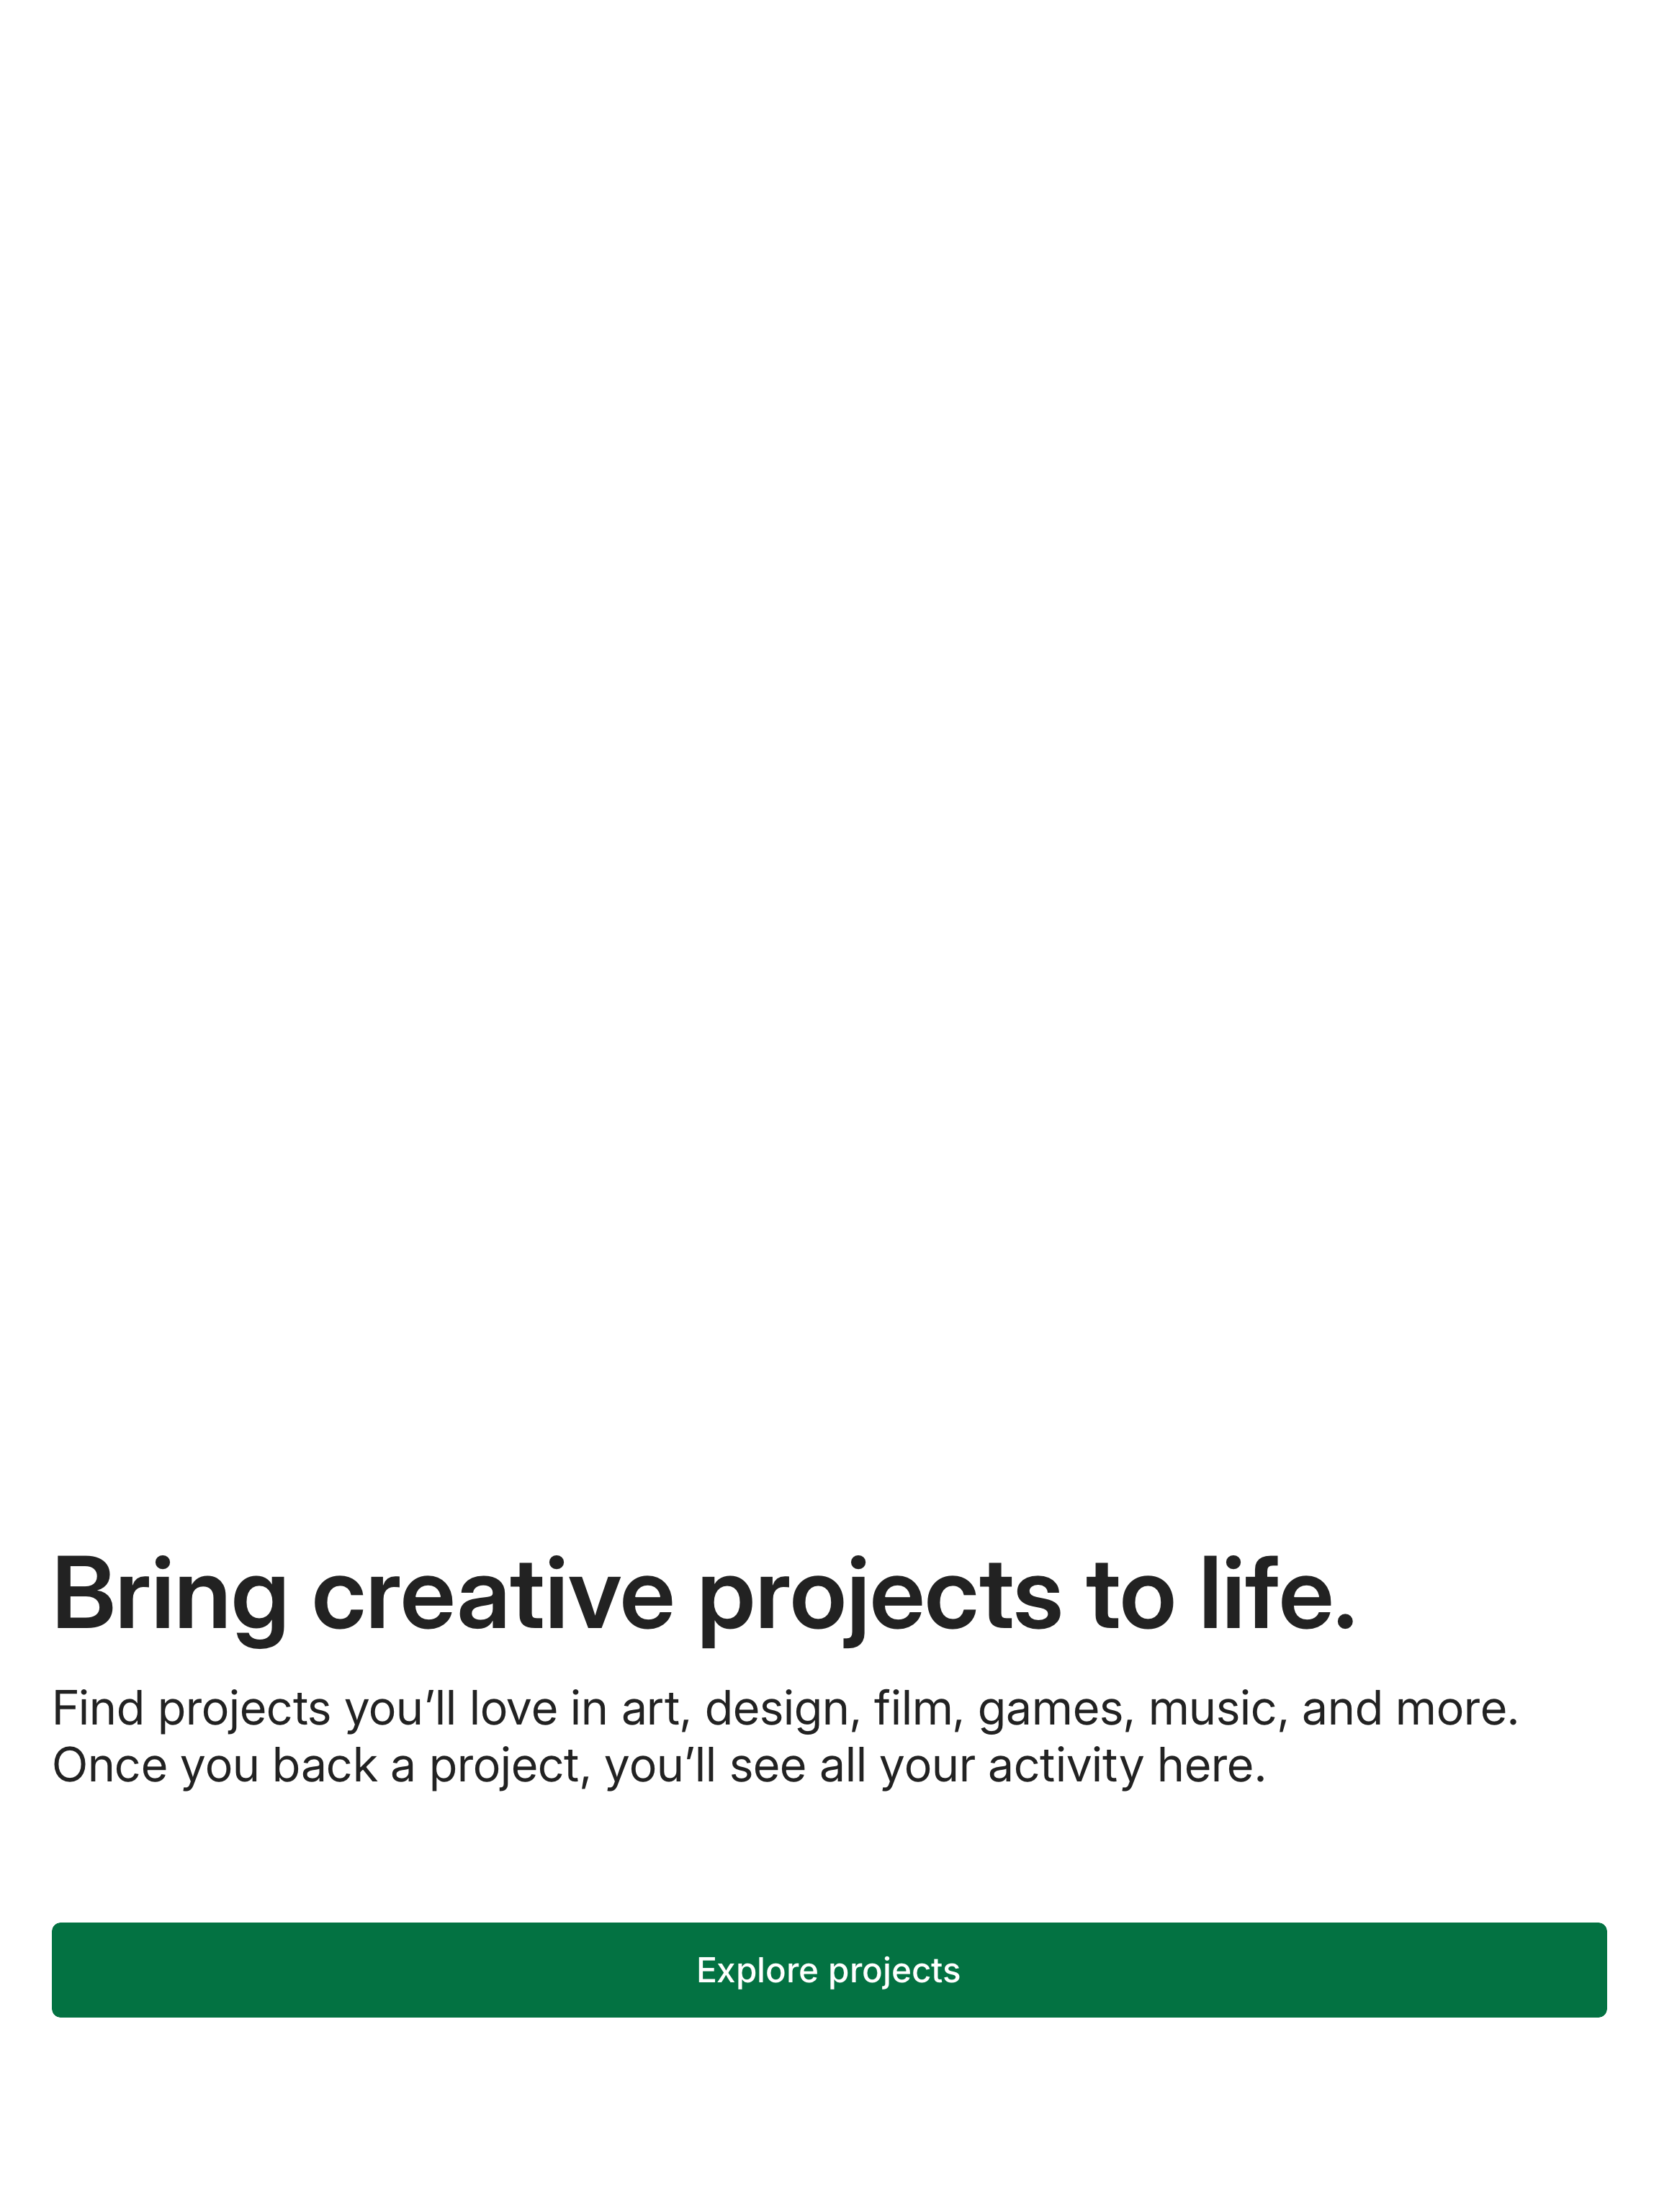 Bring creative projects to life.
Find projects you’ll love in art, design, film, games, music, and more.
Once you back a project, you’ll see all your activity here.
Explore projects